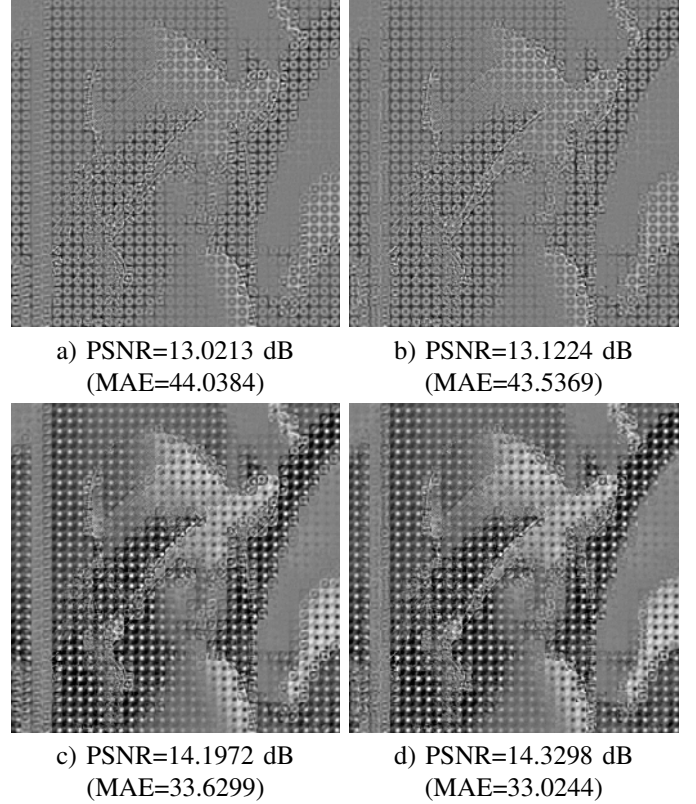 a) PSNR=13.0213 dB
(MAE=44.0384)
b) PSNR=13.1224 dB
(MAE=43.5369)
c) PSNR=14.1972 dB
(MAE=33.6299)
d) PSNR=14.3298 dB
(MAE=33.0244)